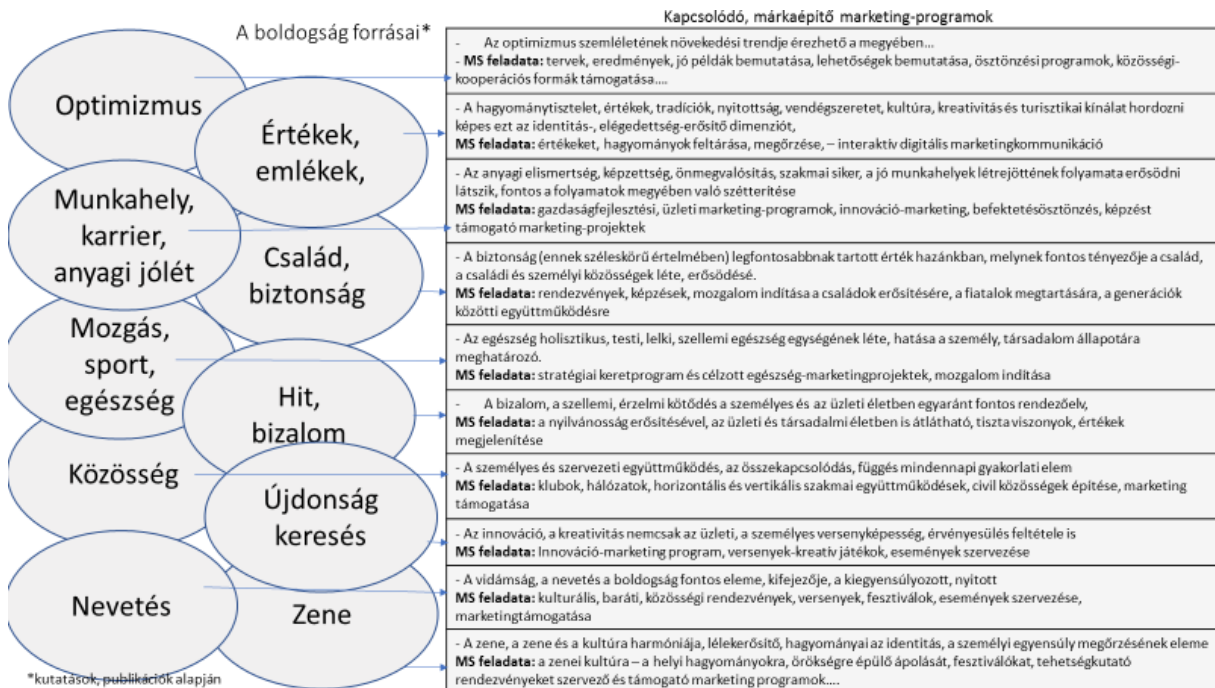 Kapcsolódó, márkaépítő marketing-programok
A boldogság forrásai*
Optimizmus
- Az optimizmus szemléletének növekedési trendje érezhető a megyében...
- MS feladata: tervek, eredmények, jó példák bemutatása, lehetőségek bemutatása, ösztönzési programok, közösségi-
kooperációs formák támogatása....
Értékek,
emlékek,
- A hagyománytisztelet, értékek, tradíciók, nyitottság, vendégszeretet, kultúra, kreativitás és turisztikai kínálat hordozni
képes ezt az identitás-, elégedettség-erősítő dimenziót,
MS feladata: értékeket, hagyományok feltárása, megőrzése, – interaktív digitális marketingkommunikáció
Munkahely,
karrier,
anyagi jólét
- Az anyagi elismertség, képzettség, önmegvalósítás, szakmai siker, a jó munkahelyek létrejöttének folyamata erősödni
látszik, fontos a folyamatok megyében való szétterítése
MS feladata: gazdaságfejlesztési, üzleti marketing-programok, innováció-marketing, befektetésösztönzés, képzést
támogató marketing-projektek
Család,
biztonság
- A biztonság (ennek széleskörű értelmében) legfontosabbnak tartott érték hazánkban, melynek fontos tényezője a család,
a családi és személyi közösségek léte, erősödésé.
MS feladata: rendezvények, képzések, mozgalom indítása a családok erősítésére, a fiatalok megtartására, a generációk
közötti együttműködésre
Mozgás,
sport,
egészség
- Az egészség holisztikus, testi, lelki, szellemi egészség egységének léte, hatása a személy, társadalom állapotára
meghatározó.
MS feladata: stratégiai keretprogram és célzott egészség-marketingprojektek, mozgalom indítása
Hit,
bizalom
- A bizalom, a szellemi, érzelmi kötődés a személyes és az üzleti életben egyaránt fontos rendezőelv,
MS feladata: a nyilvánosság erősítésével, az üzleti és társadalmi életben is átlátható, tiszta viszonyok, értékek
megjelenítése
Közösség
- A személyes és szervezeti együttműködés, az összekapcsolódás, függés mindennapi gyakorlati elem
MS feladata: klubok, hálózatok, horizontális és vertikális szakmai együttműködések, civil közösségek építése, marketing
támogatása
Újdonság
keresés
- Az innováció, a kreativitás nemcsak az üzleti, a személyes versenyképesség, érvényesülés feltétele is
MS feladata: Innováció-marketing program, versenyek-kreatív játékok, események szervezése
Nevetés
- A vidámság, a nevetés a boldogság fontos eleme, kifejezője, a kiegyensúlyozott, nyitott
MS feladata: kulturális, baráti, közösségi rendezvények, versenyek, fesztiválok, események szervezése,
marketingtámogatása
Zene
- A zene, a zene és a kultúra harmóniája, lélekerősítő, hagyományai az identitás, a személyi egyensúly megőrzésének eleme
MS feladata: a zenei kultúra – a helyi hagyományokra, örökségre épülő ápolását, fesztiválokat, tehetségkutató
rendezvényeket szervező és támogató marketing programok....
*kutatások, publikációk alapján